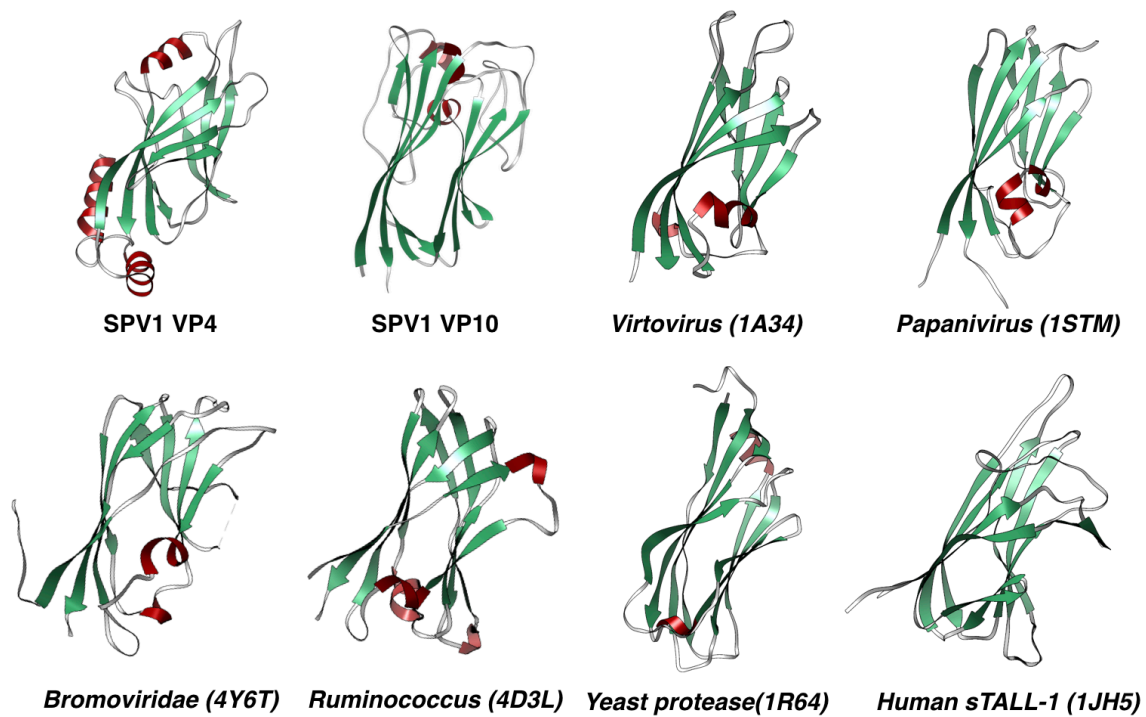 SPV1 VP4
SPV1 VP10
Virtovirus (1A34)
Papanivirus (1STM)
Bromoviridae (4Y6T)
Ruminococcus (4D3L)
Yeast protease(1R64)
Human sTALL-1 (1JH5)